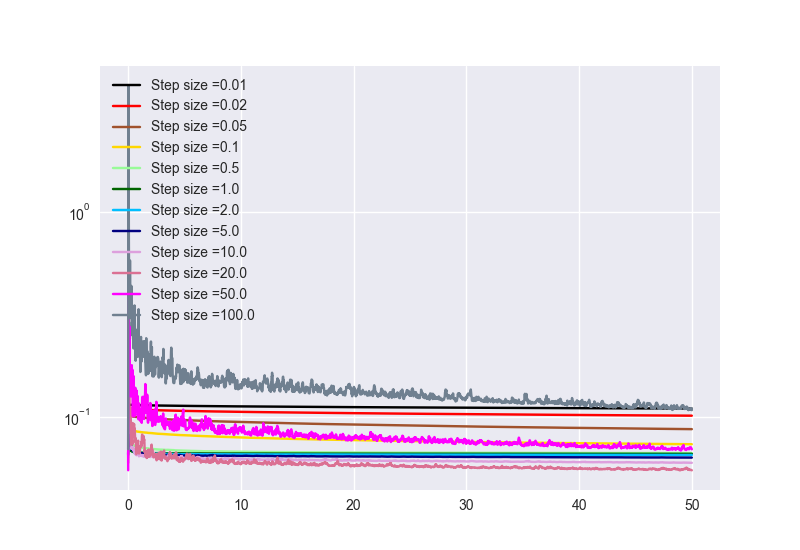 Step size =0.01
Step size =0.02
Step size =0.05
Step size =0.1
Step size =0.5
Step size =1.0
Step size =2.0
Step size =5.0
Step size =10.0
Step size =20.0
Step size =50.0
Step size =100.0
10⁰
10⁻¹
0 10 20 30 40 50